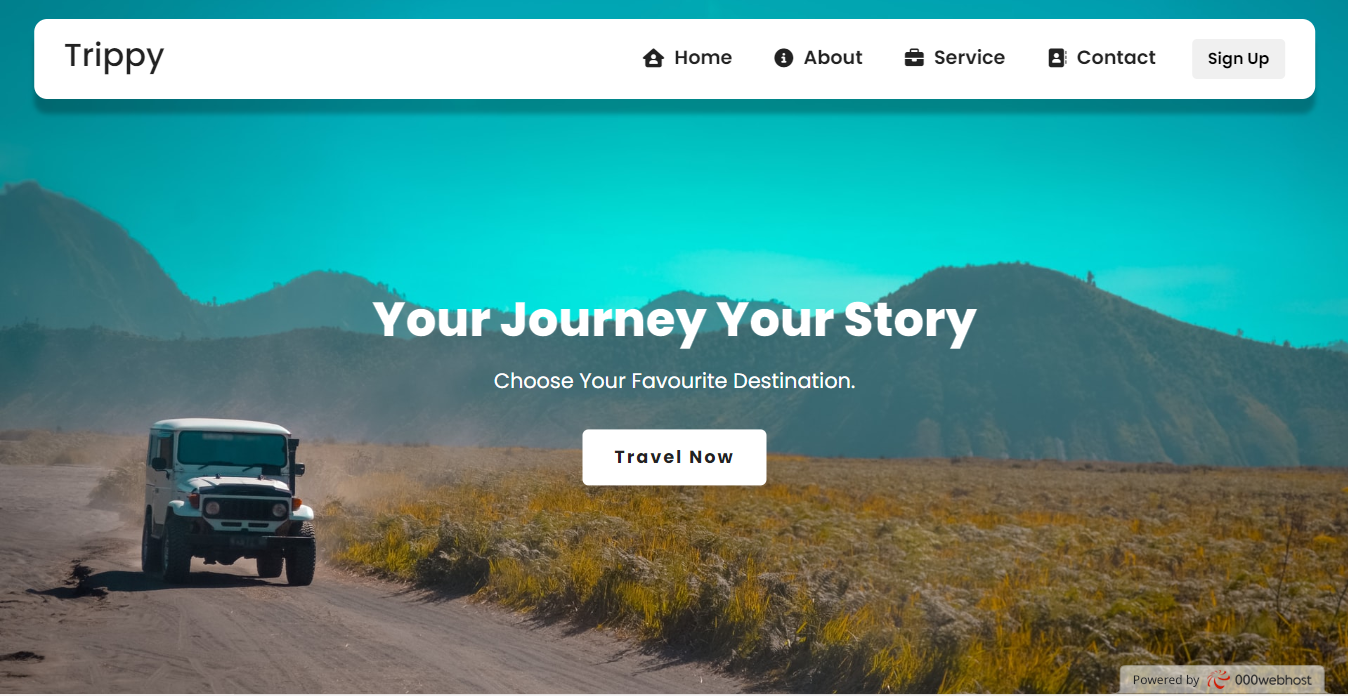 Trippy
Home
About
Service
Contact
Sign Up
Your Journey Your Story
Choose Your Favourite Destination.
Travel Now
Powered by 000webhost